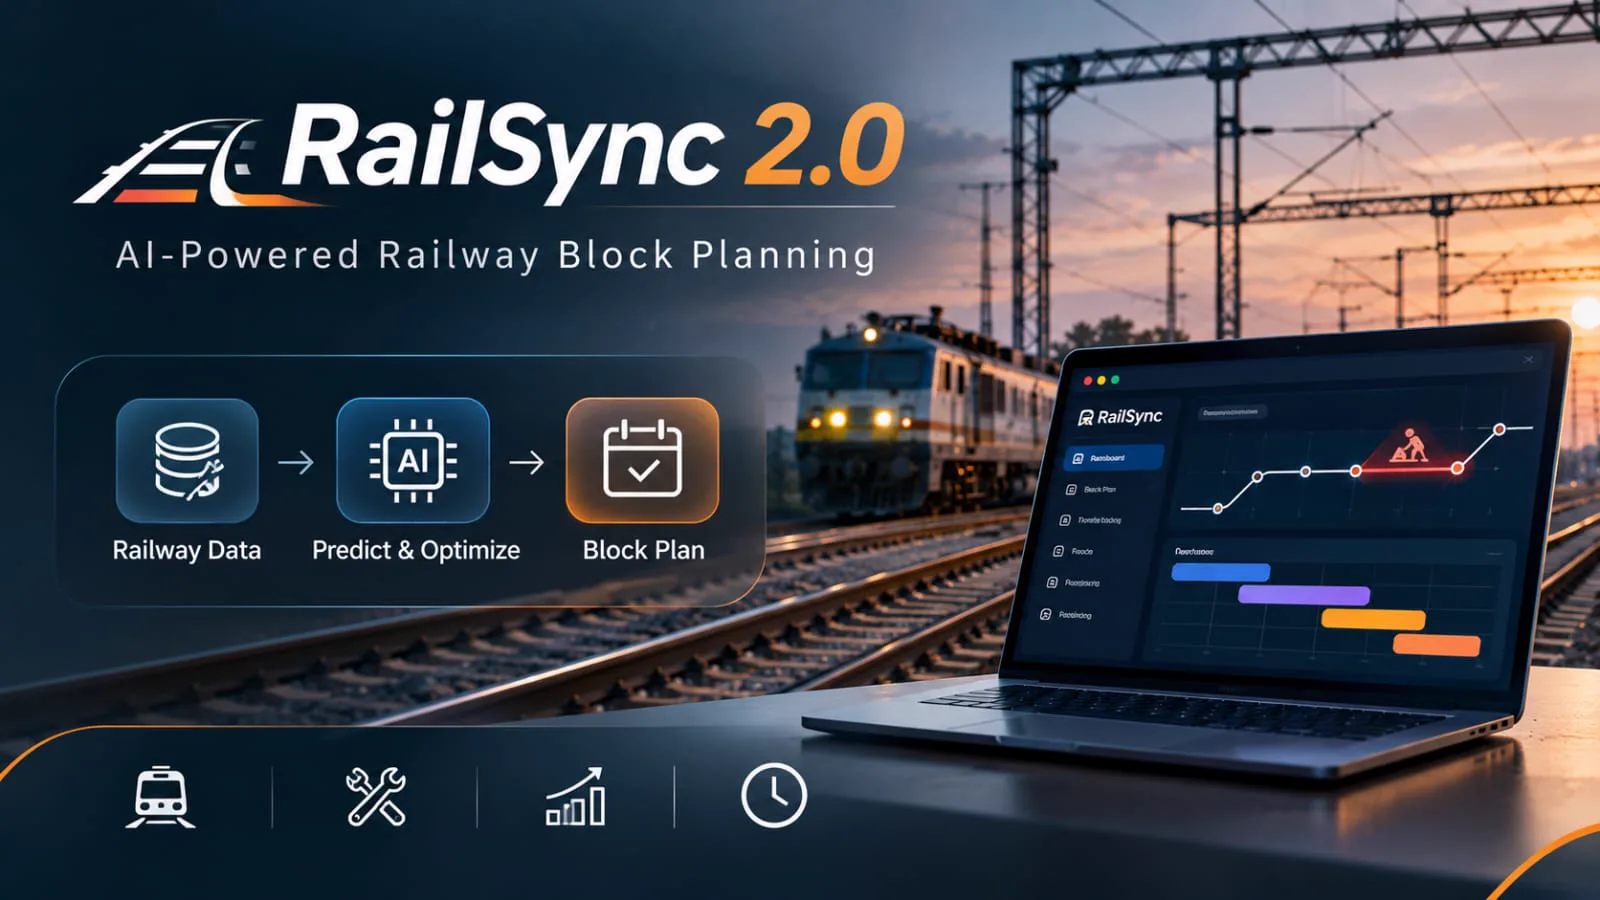 RailSync 2.0
AI-Powered Railway Block Planning
AI
Railway Data
Predict & Optimize
Block Plan
RailSync
Block Plan